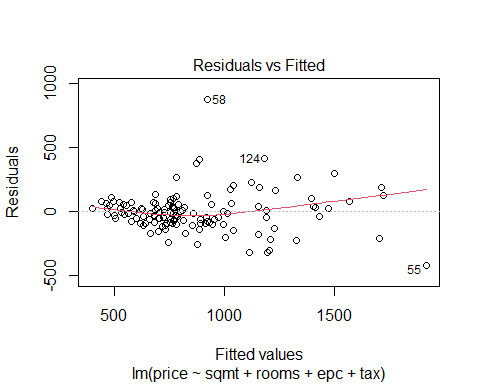 Residuals vs Fitted
Residuals
1000
500
0
-500
58
124
55
500
1000
1500
Fitted values
lm(price ~ sqmt + rooms + epc + tax)